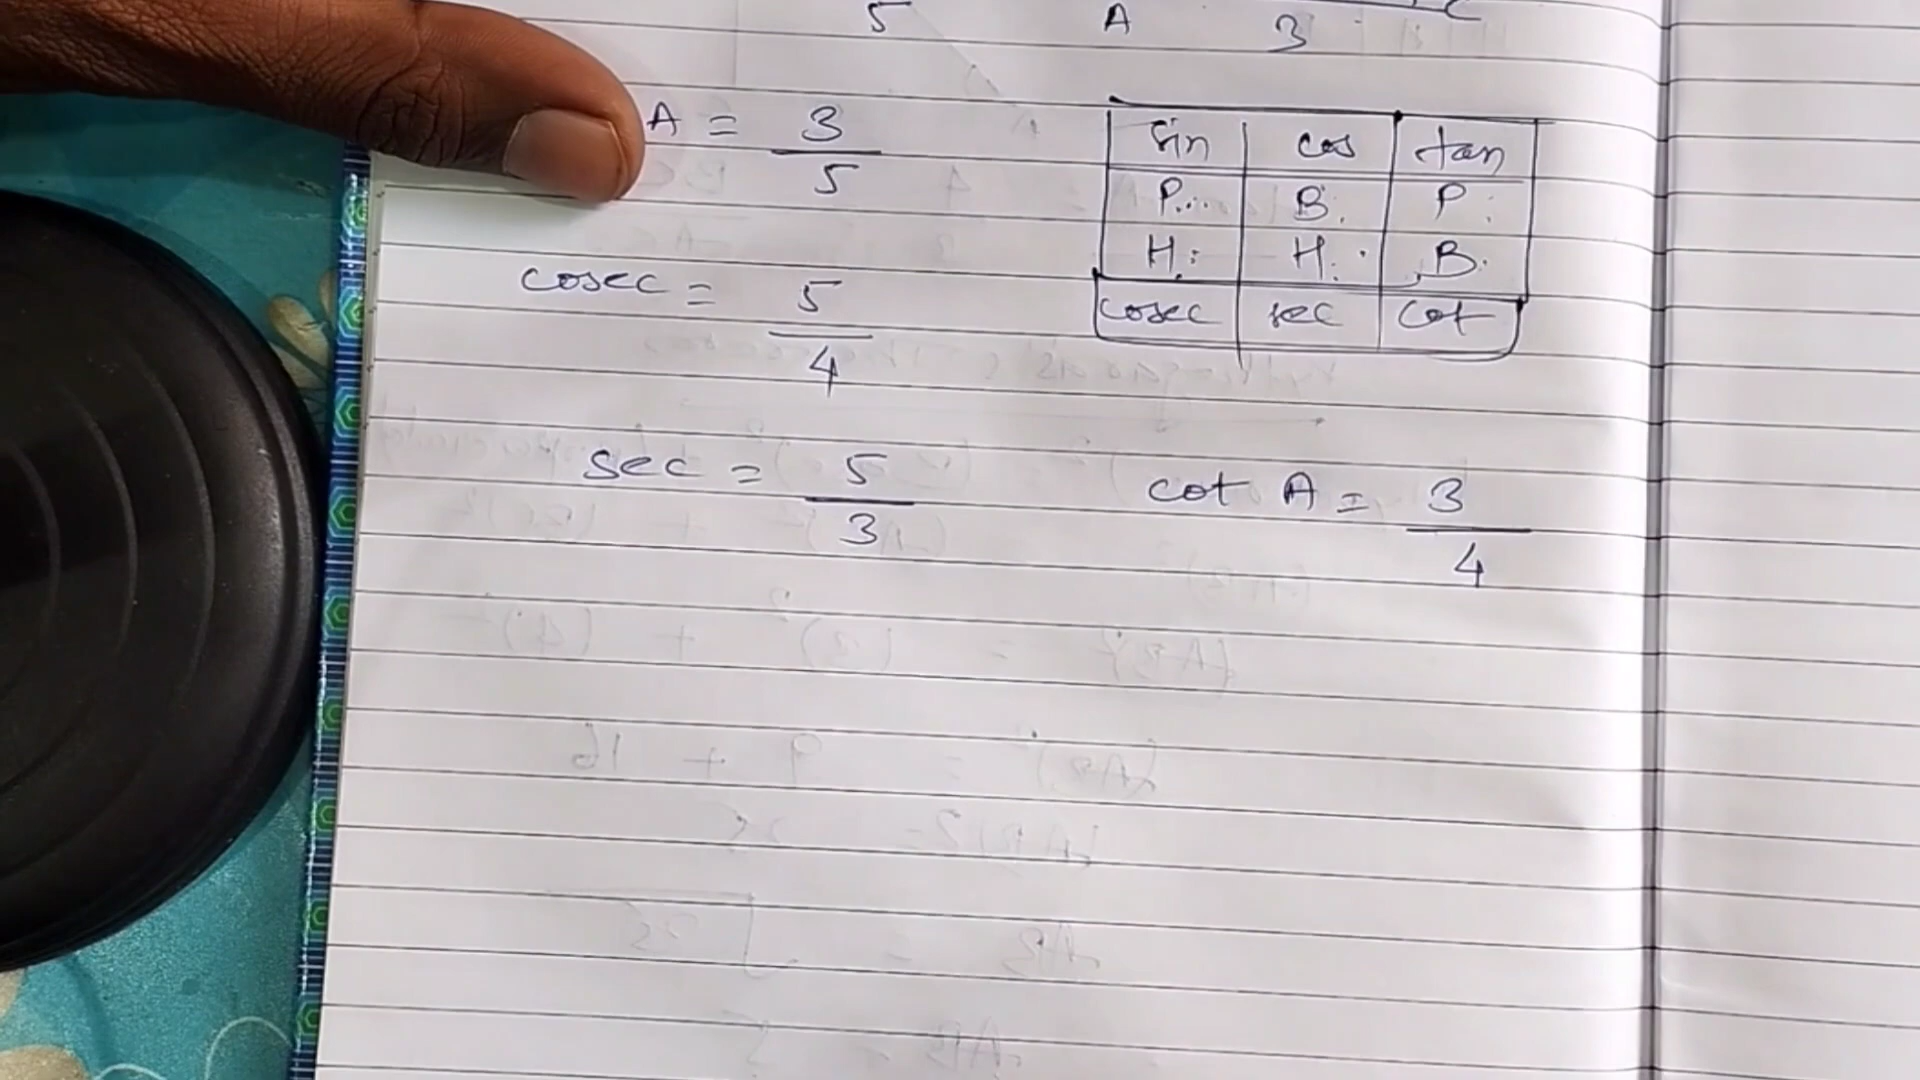 5 A 3 C
A = 3
5
sin cos tan
P B P
H H B
cosec sec cot
cosec = 5
4
sec = 5
3
cot A = 3
4